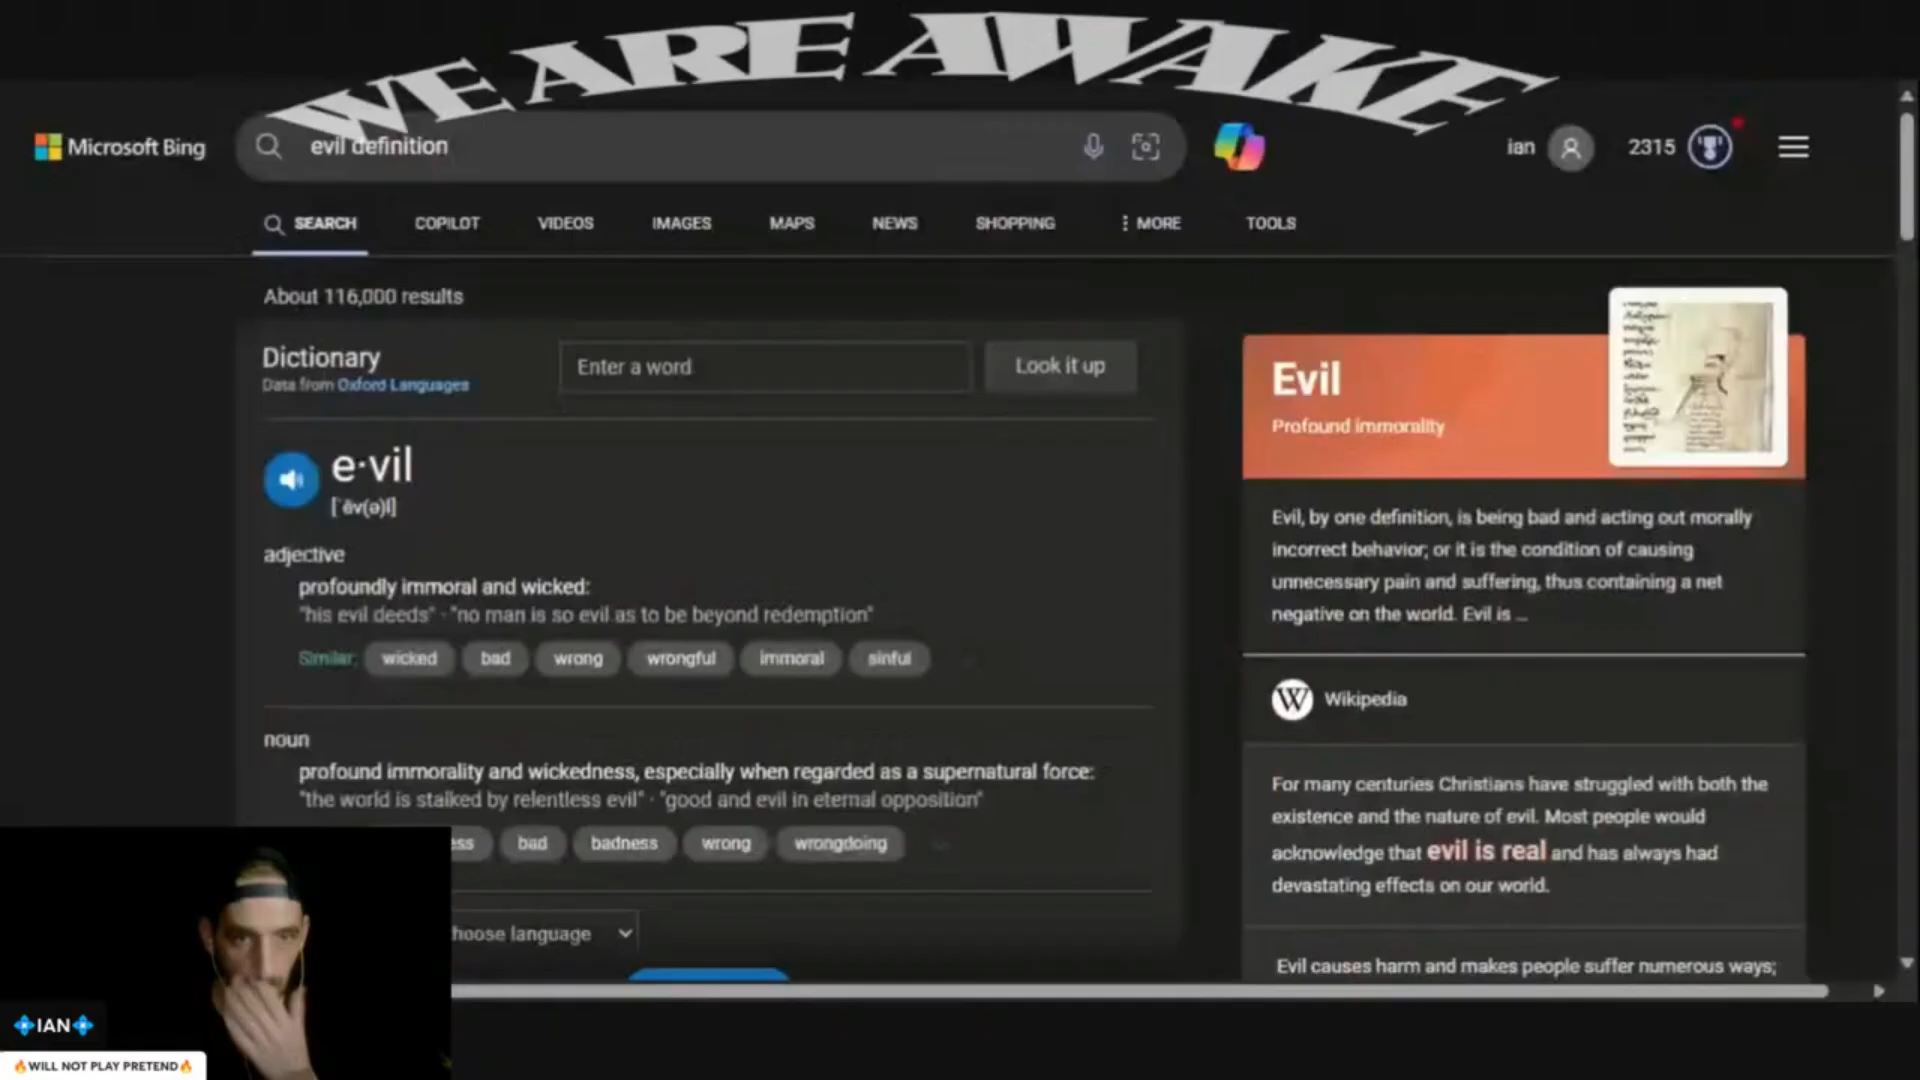 WE ARE AWAKE
Microsoft Bing
evil definition
ian
2315
SEARCH
COPILOT
VIDEOS
IMAGES
MAPS
NEWS
SHOPPING
MORE
TOOLS
About 116,000 results
Dictionary
Data from Oxford Languages
Enter a word
Look it up
e·vil
[ˈēv(ə)l]
adjective
profoundly immoral and wicked:
"his evil deeds" · "no man is so evil as to be beyond redemption"
Similar: wicked bad wrong wrongful immoral sinful
noun
profound immorality and wickedness, especially when regarded as a supernatural force:
"the world is stalked by relentless evil" · "good and evil in eternal opposition"
ess bad badness wrong wrongdoing
hoose language
Evil
Profound immorality
Evil, by one definition, is being bad and acting out morally
incorrect behavior; or it is the condition of causing
unnecessary pain and suffering, thus containing a net
negative on the world. Evil is ...
W Wikipedia
For many centuries Christians have struggled with both the
existence and the nature of evil. Most people would
acknowledge that evil is real and has always had
devastating effects on our world.
Evil causes harm and makes people suffer numerous ways;
💠IAN💠
🔥WILL NOT PLAY PRETEND🔥